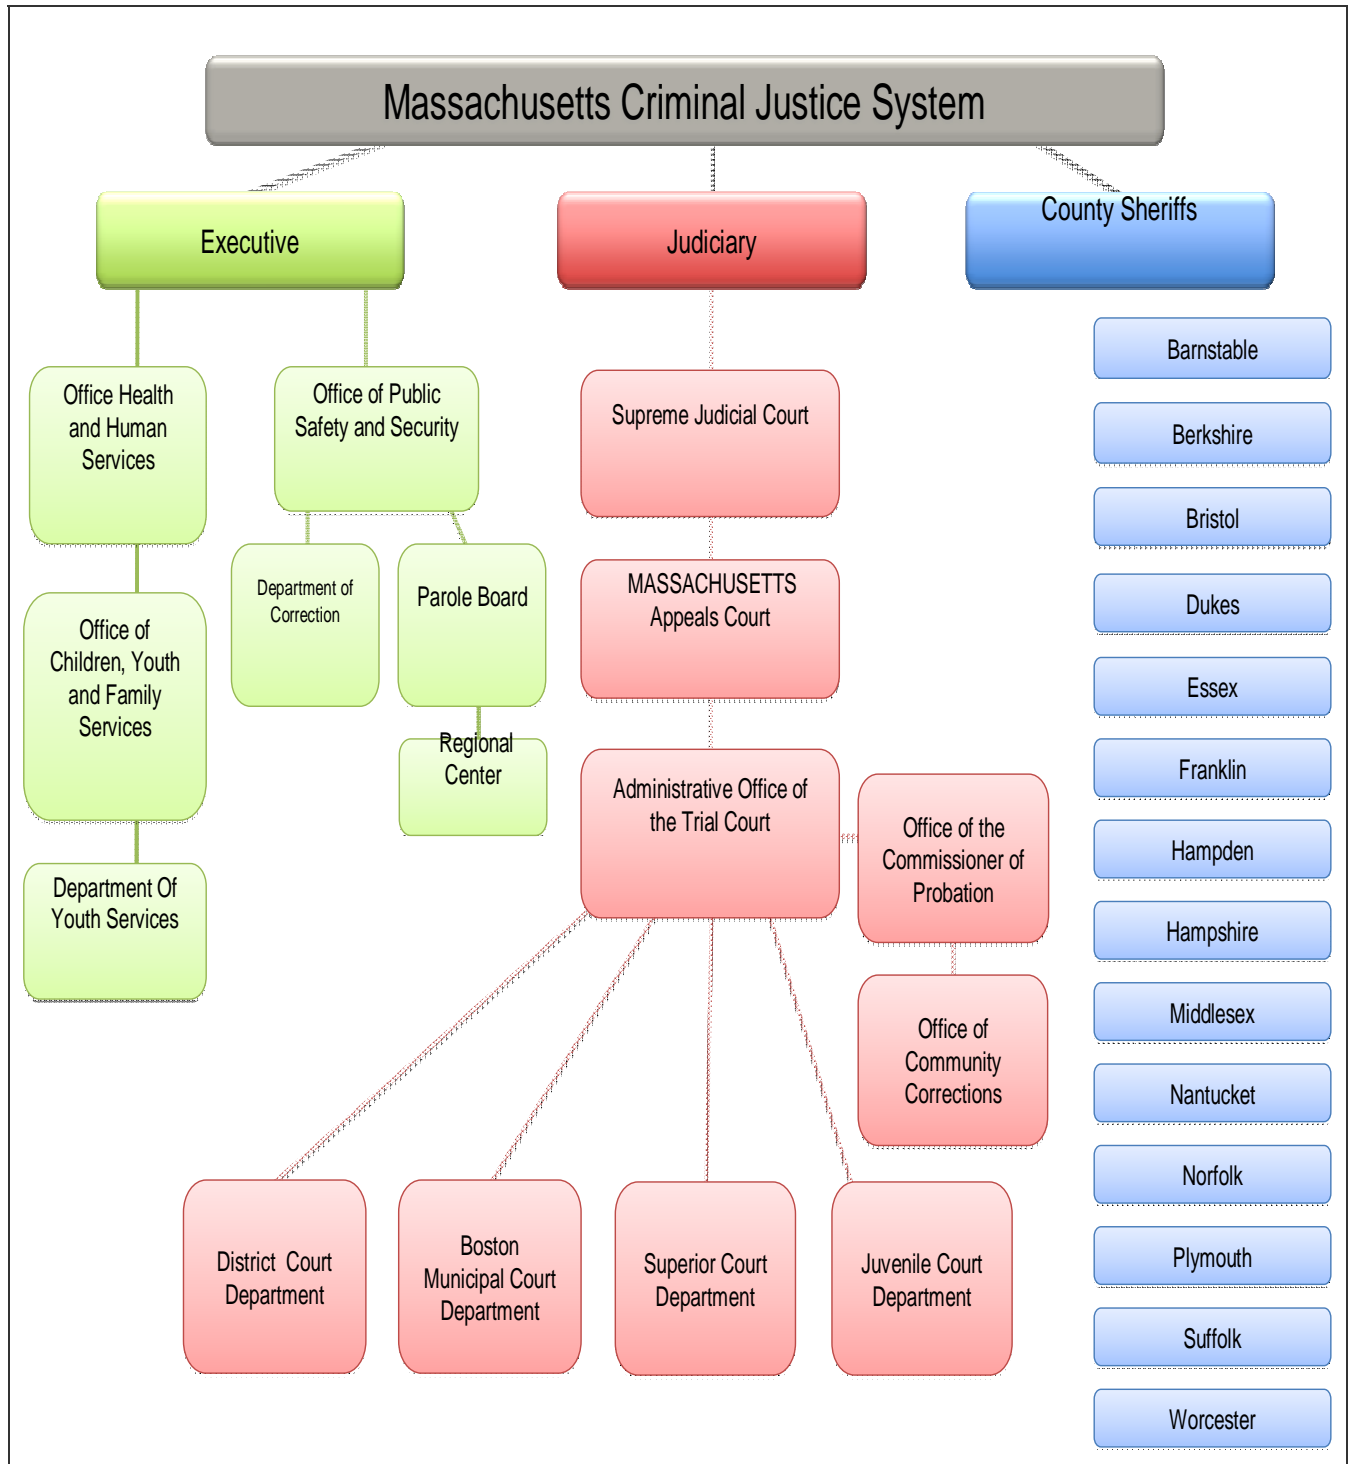 Massachusetts Criminal Justice System
Executive
Judiciary
County Sheriffs
Office Health
and Human
Services
Office of Public
Safety and Security
Department of
Correction
Parole Board
Regional
Center
Office of
Children, Youth
and Family
Services
Department Of
Youth Services
Supreme Judicial Court
MASSACHUSETTS
Appeals Court
Administrative Office of
the Trial Court
Office of the
Commissioner of
Probation
Office of
Community
Corrections
District Court
Department
Boston
Municipal Court
Department
Superior Court
Department
Juvenile Court
Department
Barnstable
Berkshire
Bristol
Dukes
Essex
Franklin
Hampden
Hampshire
Middlesex
Nantucket
Norfolk
Plymouth
Suffolk
Worcester